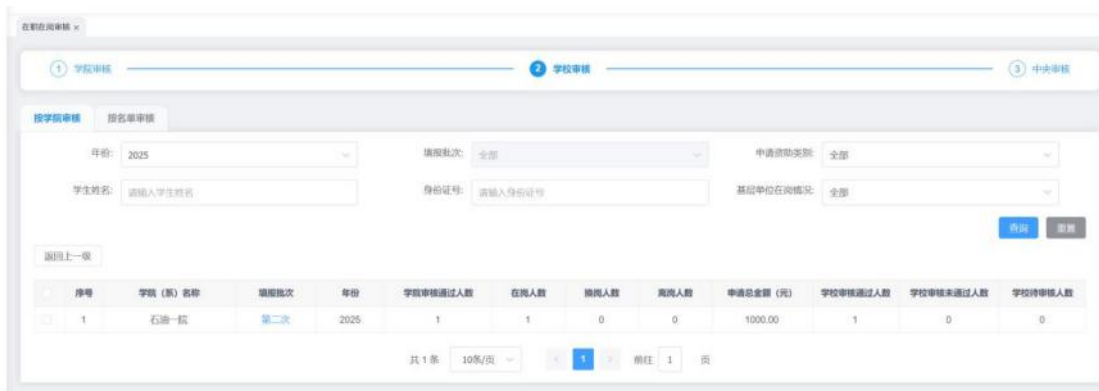 在职在岗审核 ×
1 学院审核 2 学校审核 3 中央审核
按学院审核 按名单审核
年份: 2025 填报批次: 全部 申请资助类别: 全部
学生姓名: 请输入学生姓名 身份证号: 请输入身份证号 基层单位在岗情况: 全部
查询 重置
返回上一级
序号 学院（系）名称 填报批次 年份 学院审核通过人数 在岗人数 换岗人数 离岗人数 申请总金额（元） 学校审核通过人数 学校审核未通过人数 学校待审核人数
1 石油一院 第二次 2025 1 1 0 0 1000.00 1 0 0
共 1 条 10条/页 < 1 > 前往 1 页